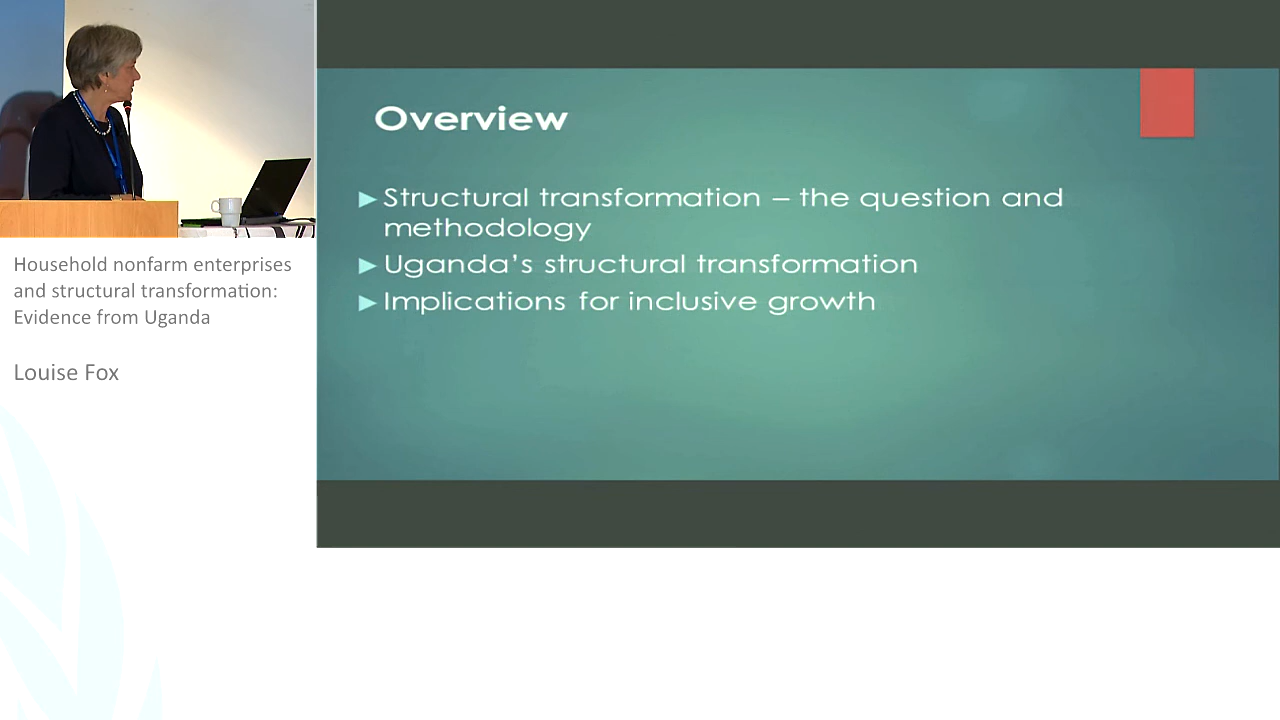 Household nonfarm enterprises
and structural transformation:
Evidence from Uganda
Louise Fox
Overview
Structural transformation – the question and
methodology
Uganda's structural transformation
Implications for inclusive growth